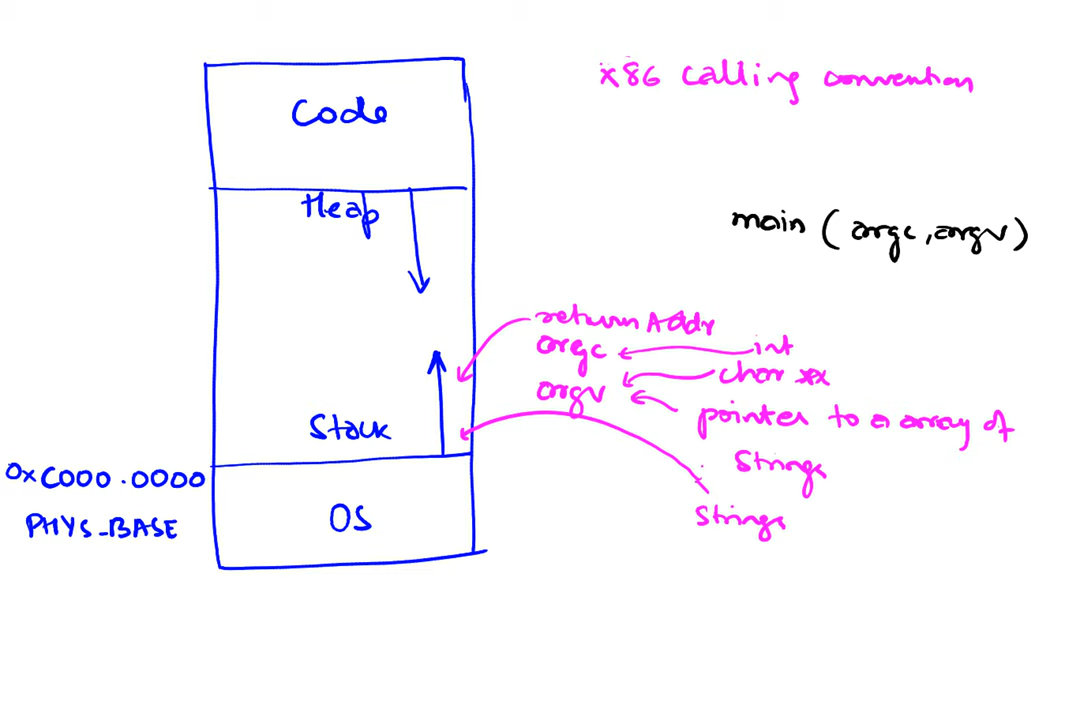 x86 calling convention
Code
Heap
main ( argc, argv )
return Addr
argc
int
char **
argv
pointer to a array of
Strings
Stack
0xC000.0000
PHYS_BASE
OS
Strings